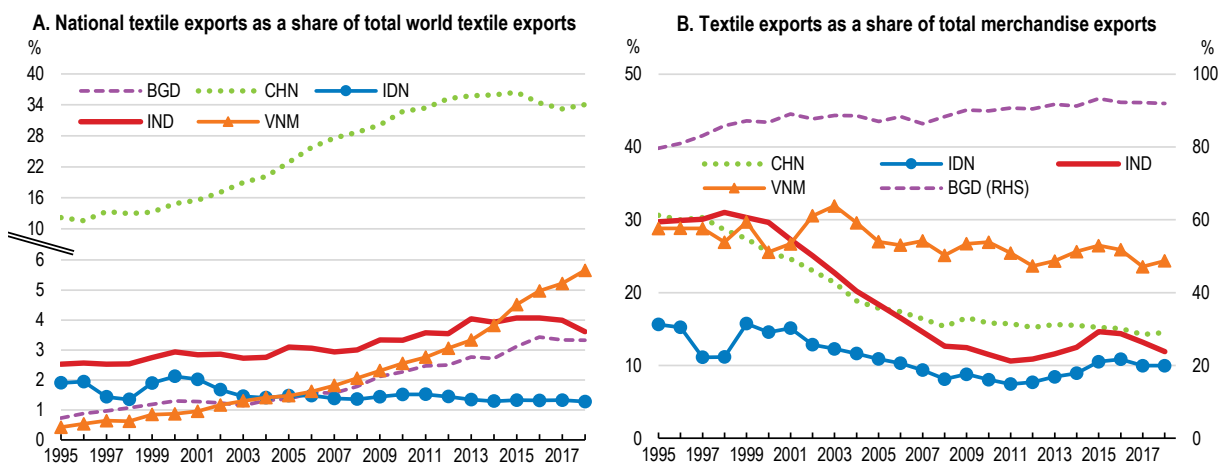 A. National textile exports as a share of total world textile exports
%
40
34
28
22
16
10
6
5
4
3
2
1
0
BGD CHN IDN
IND VNM
1995 1997 1999 2001 2003 2005 2007 2009 2011 2013 2015 2017
B. Textile exports as a share of total merchandise exports
% %
50 100
40 80
CHN IDN IND
VNM BGD (RHS)
30 60
20 40
10 20
0 0
1995 1997 1999 2001 2003 2005 2007 2009 2011 2013 2015 2017